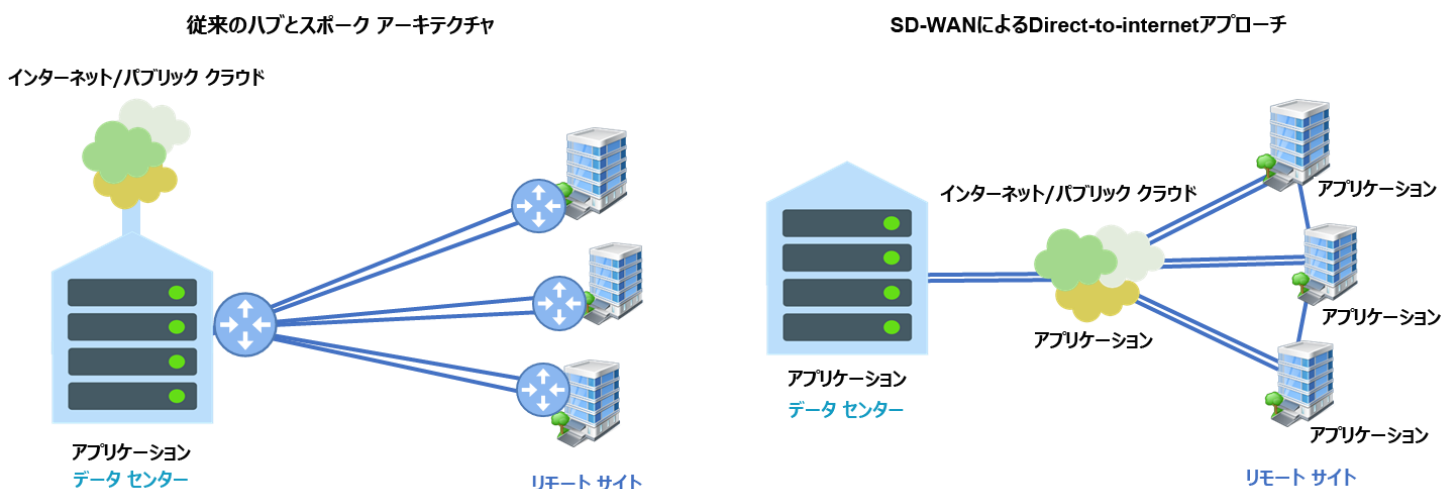 従来のハブとスポーク アーキテクチャ
インターネット/パブリック クラウド
アプリケーション
データ センター
リモート サイト
SD-WANによるDirect-to-internetアプローチ
インターネット/パブリック クラウド
アプリケーション
アプリケーション
アプリケーション
アプリケーション
データ センター
アプリケーション
リモート サイト